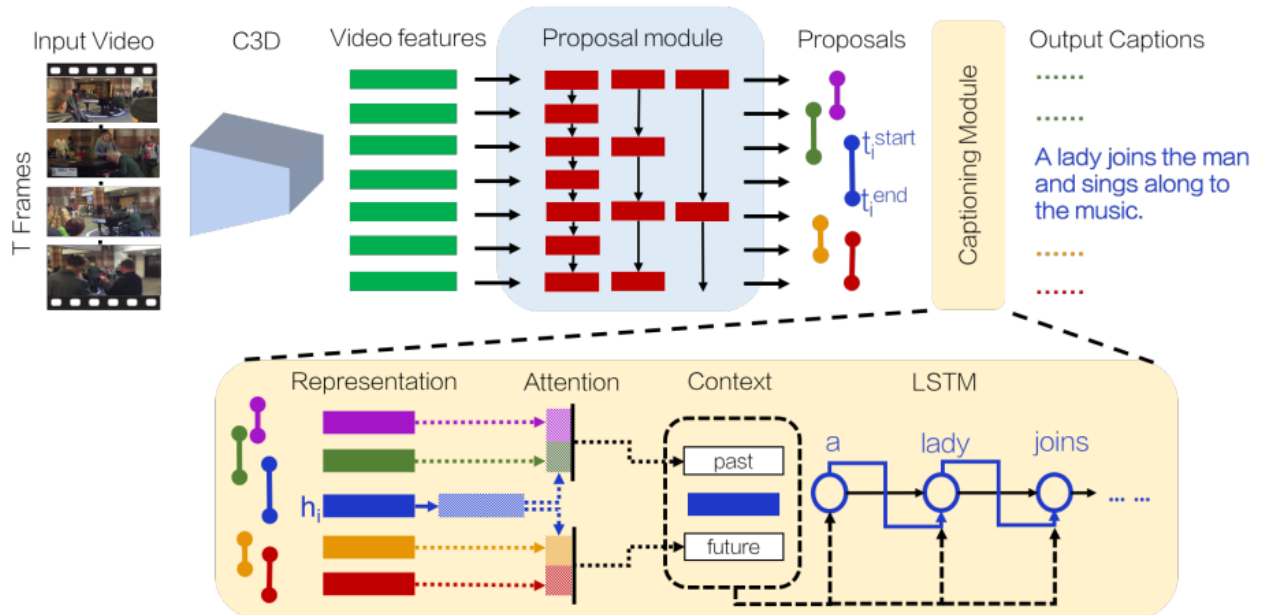 Input Video
C3D
Video features
Proposal module
Proposals
Output Captions
T Frames
t_i^start
t_i^end
Captioning Module
......
......
A lady joins the man
and sings along to
the music.
......
......
Representation
Attention
Context
LSTM
h_i
past
future
a
lady
joins
... ...